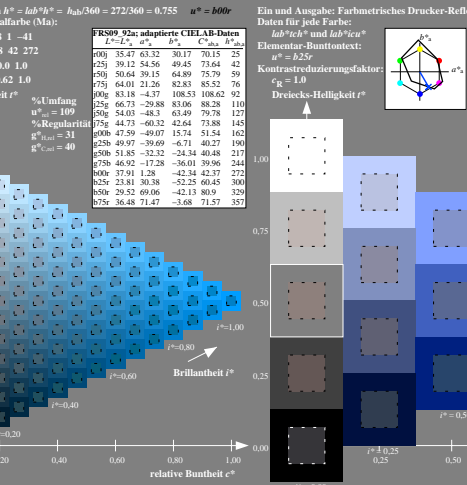 h* = lab*h* = h_ab/360 = 272/360 = 0.755 u* = b00r
alfarbe (Ma):
8 1 −41
8 42 272
.0 1.0
.62 1.0
eit t*
%Umfang
u*rel = 109
%Regularität
g*H,rel = 31
g*C,rel = 40
FRS09_92a; adaptierte CIELAB-Daten
L*=L*a a*a b*a C*ab,a h*ab,a
r00j 35.47 63.32 30.17 70.15 25
r25j 39.12 54.56 49.45 73.64 42
r50j 50.64 39.15 64.89 75.79 59
r75j 64.01 21.26 82.83 85.52 76
j00g 83.18 −4.37 108.53 108.62 92
j25g 66.73 −29.88 83.06 88.28 110
j50g 54.03 −48.3 63.49 79.78 127
j75g 44.73 −60.32 42.64 73.88 145
g00b 47.59 −49.07 15.74 51.54 162
g25b 49.97 −39.69 −6.71 40.27 190
g50b 51.85 −32.32 −24.34 40.48 217
g75b 46.92 −17.28 −36.01 39.96 244
b00r 37.91 1.28 −42.34 42.37 272
b25r 23.81 30.38 −52.25 60.45 300
b50r 29.52 69.06 −42.13 80.9 329
b75r 36.48 71.47 −3.68 71.57 357
i*=1,00
i*=0,80
Brillantheit i*
i*=0,60
i*=0,40
=0,20
20 0,40 0,60 0,80 1,00
relative Buntheit c*
Ein und Ausgabe: Farbmetrisches Drucker-Refle
Daten für jede Farbe:
lab*tch* und lab*icu*
Elementar-Bunttext:
u* = b25r
Kontrastreduzierungsfaktor:
cR = 1.0
Dreiecks-Helligkeit t*
b*a
a*a
1,00
0,75
0,50
0,25
0,00
i* = 0,5
i* = 0,25
0,25 0,50